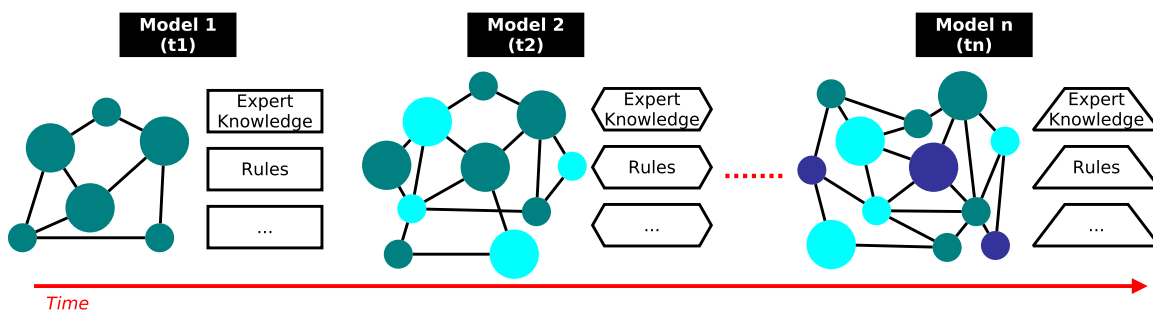 Model 1
(t1)
Expert
Knowledge
Rules
...
Model 2
(t2)
Expert
Knowledge
Rules
...
Model n
(tn)
Expert
Knowledge
Rules
...
Time